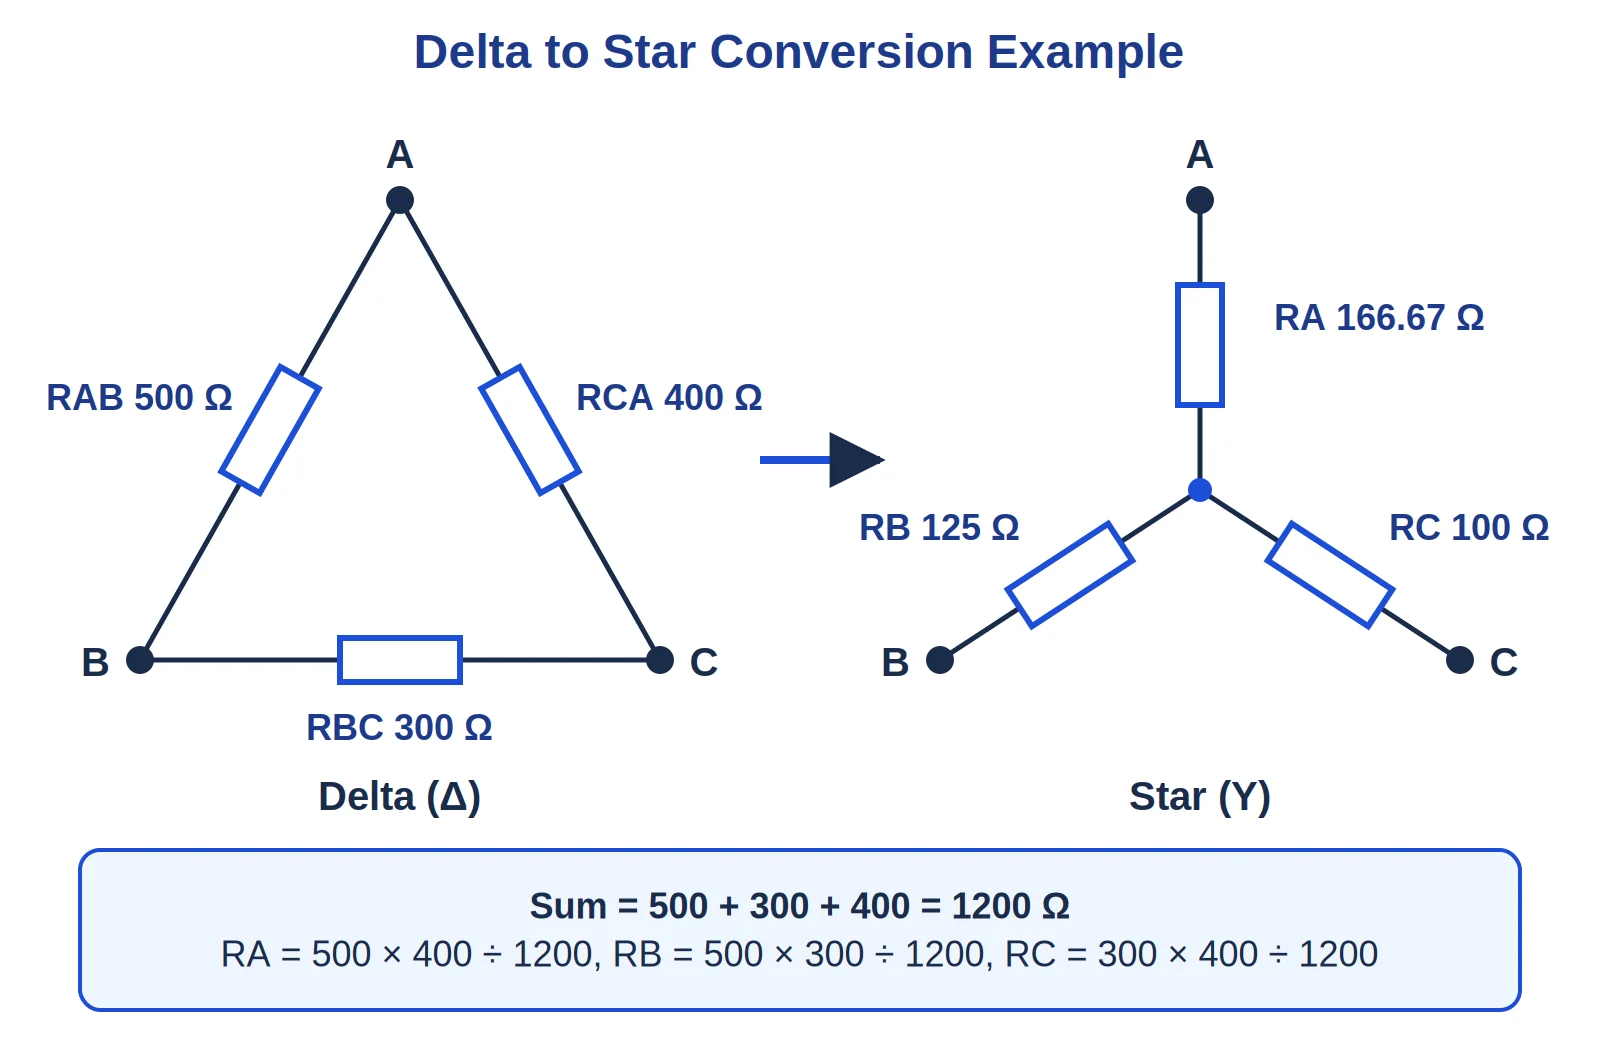 Delta to Star Conversion Example
A
A
RA 166.67 Ω
RAB 500 Ω
RCA 400 Ω
RB 125 Ω
RC 100 Ω
B
C
B
C
RBC 300 Ω
Delta (Δ)
Star (Y)
Sum = 500 + 300 + 400 = 1200 Ω
RA = 500 × 400 ÷ 1200, RB = 500 × 300 ÷ 1200, RC = 300 × 400 ÷ 1200